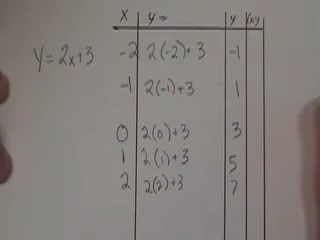 x y= y x,y
y=2x+3 -2 2(-2)+3 -1
-1 2(-1)+3 1
0 2(0)+3 3
1 2(1)+3 5
2 2(2)+3 7